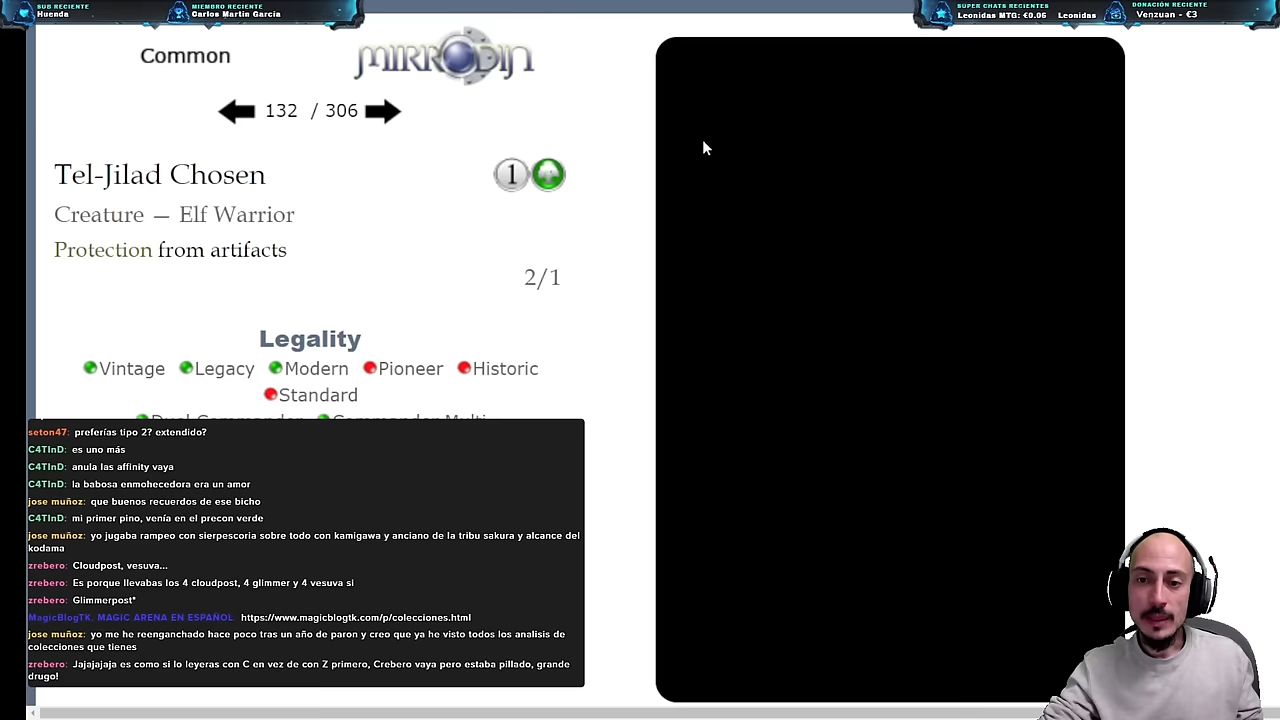 SUB RECIENTE
Huenda
MIEMBRO RECIENTE
Carlos Martin Garcia
SUPER CHATS RECIENTES
Leonidas MTG: €0.06 Leonidas
DONACIÓN RECIENTE
Venzuan - €3
Common
MIRRODIN
132 / 306
Tel-Jilad Chosen
1
Creature — Elf Warrior
Protection from artifacts
2/1
Legality
Vintage Legacy Modern Pioneer Historic
Standard
Duel Commander Commander Multi
seton47: preferías tipo 2? extendido?
C4TInD: es uno más
C4TInD: anula las affinity vaya
C4TInD: la babosa enmohecedora era un amor
jose muñoz: que buenos recuerdos de ese bicho
C4TInD: mi primer pino, venía en el precon verde
jose muñoz: yo jugaba rampeo con sierpescoria sobre todo con kamigawa y anciano de la tribu sakura y alcance del
kodama
zrebero: Cloudpost, vesuva...
zrebero: Es porque llevabas los 4 cloudpost, 4 glimmer y 4 vesuva si
zrebero: Glimmerpost*
MagicBlogTK. MAGIC ARENA EN ESPAÑOL https://www.magicblogtk.com/p/colecciones.html
jose muñoz: yo me he reenganchado hace poco tras un año de paron y creo que ya he visto todos los analisis de
colecciones que tienes
zrebero: Jajajajaja es como si lo leyeras con C en vez de con Z primero, Crebero vaya pero estaba pillado, grande
drugo!